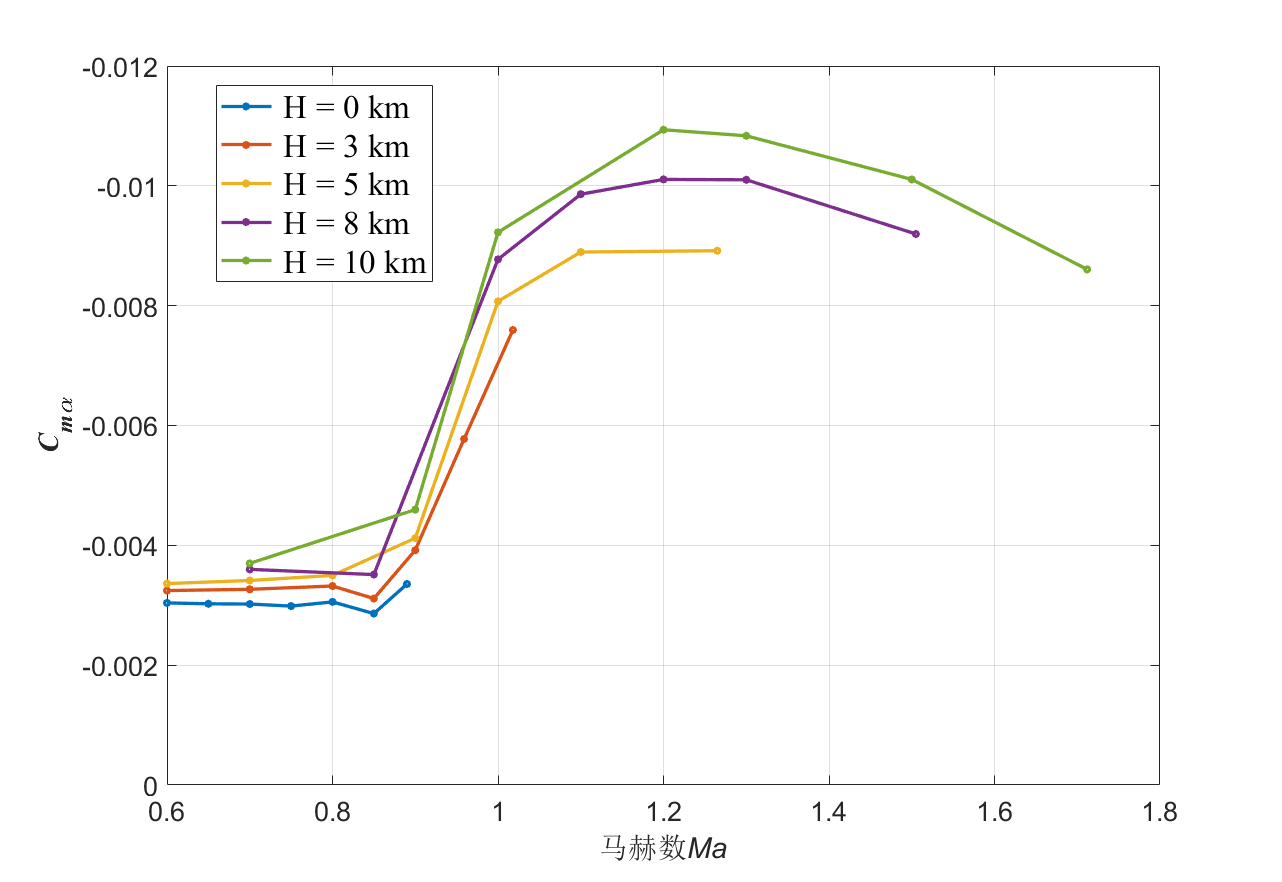 -0.012
-0.01
-0.008
-0.006
-0.004
-0.002
0
H = 0 km
H = 3 km
H = 5 km
H = 8 km
H = 10 km
C_{mα}
0.6 0.8 1 1.2 1.4 1.6 1.8
马赫数Ma